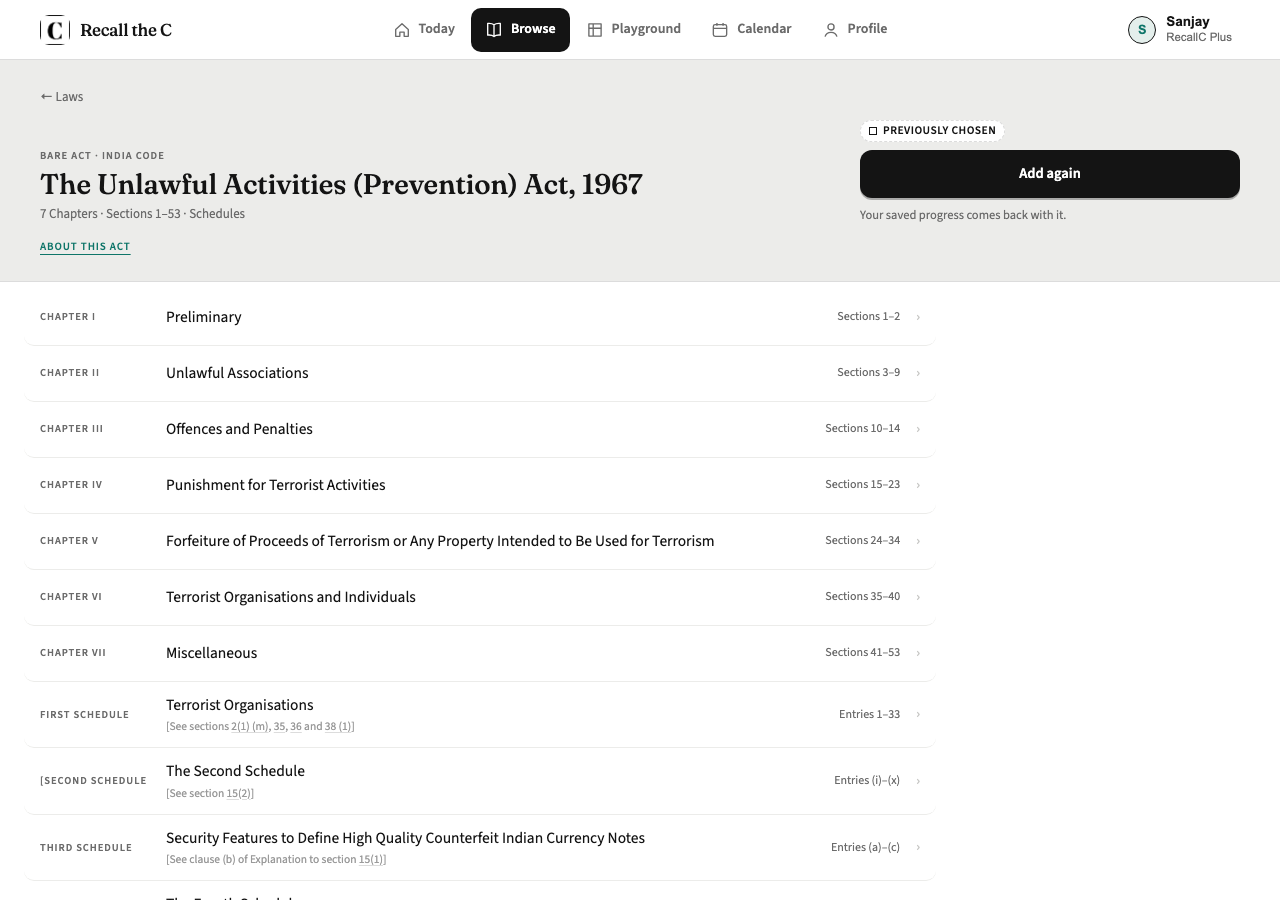 C Recall the C
Today
Browse
Playground
Calendar
Profile
S
Sanjay
RecallC Plus
← Laws
BARE ACT · INDIA CODE
The Unlawful Activities (Prevention) Act, 1967
7 Chapters · Sections 1–53 · Schedules
ABOUT THIS ACT
PREVIOUSLY CHOSEN
Add again
Your saved progress comes back with it.
CHAPTER I Preliminary Sections 1–2 ›
CHAPTER II Unlawful Associations Sections 3–9 ›
CHAPTER III Offences and Penalties Sections 10–14 ›
CHAPTER IV Punishment for Terrorist Activities Sections 15–23 ›
CHAPTER V Forfeiture of Proceeds of Terrorism or Any Property Intended to Be Used for Terrorism Sections 24–34 ›
CHAPTER VI Terrorist Organisations and Individuals Sections 35–40 ›
CHAPTER VII Miscellaneous Sections 41–53 ›
FIRST SCHEDULE Terrorist Organisations Entries 1–33 ›
[See sections 2(1) (m), 35, 36 and 38 (1)]
[SECOND SCHEDULE The Second Schedule Entries (i)–(x) ›
[See section 15(2)]
THIRD SCHEDULE Security Features to Define High Quality Counterfeit Indian Currency Notes Entries (a)–(c) ›
[See clause (b) of Explanation to section 15(1)]